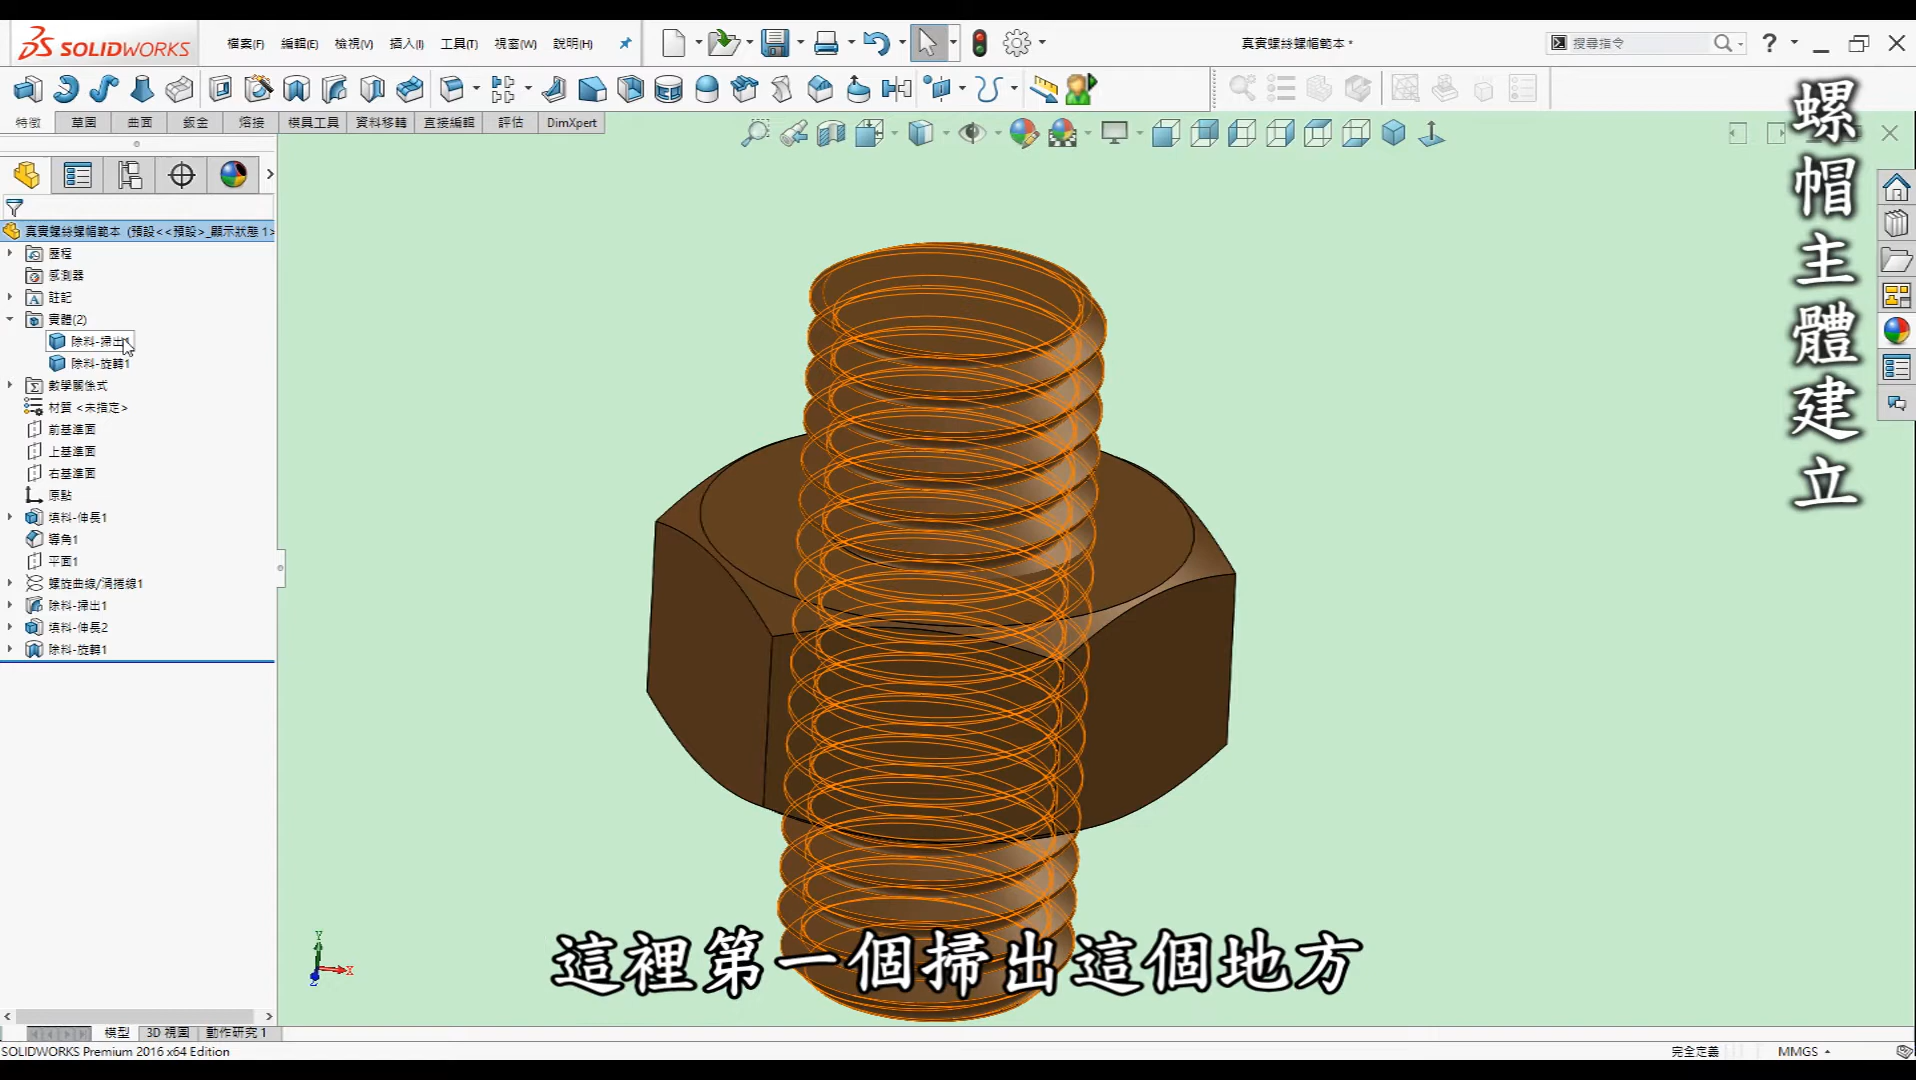 SOLIDWORKS
檔案(F) 編輯(E) 檢視(V) 插入(I) 工具(T) 視窗(W) 說明(H)
真實螺絲螺帽範本 *
搜尋指令
特徵 草圖 曲面 鈑金 熔接 模具工具 資料移轉 直接編輯 評估 DimXpert
真實螺絲螺帽範本 (預設<<預設>_顯示狀態 1>
歷程
感測器
註記
實體(2)
除料-掃出1
除料-旋轉1
數學關係式
材質 <未指定>
前基準面
上基準面
右基準面
原點
填料-伸長1
導角1
平面1
螺旋曲線/渦捲線1
除料-掃出1
填料-伸長2
除料-旋轉1
螺帽主體建立
Y
X
Z
這裡第一個掃出這個地方
模型 3D 視圖 動作研究 1
SOLIDWORKS Premium 2016 x64 Edition
完全定義 MMGS